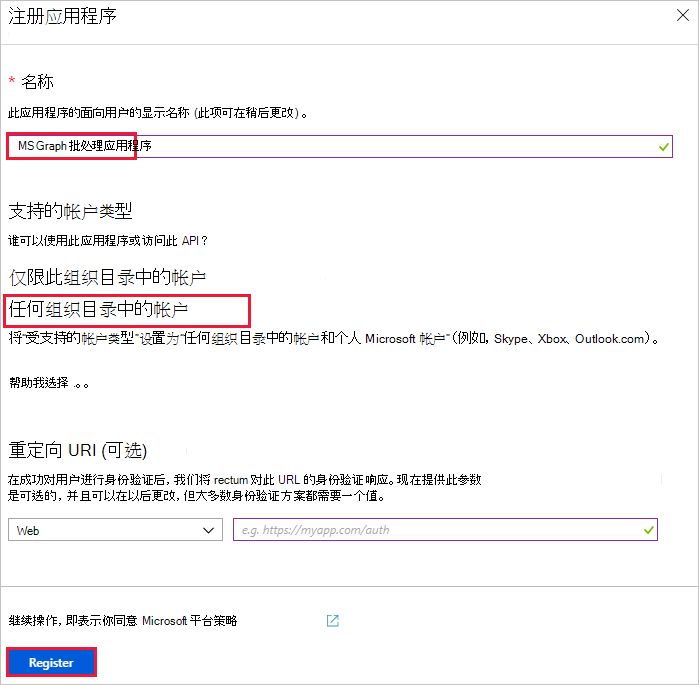 注册应用程序
* 名称
此应用程序的面向用户的显示名称 (此项可在稍后更改) 。
MS Graph 批处理应用程序
支持的帐户类型
谁可以使用此应用程序或访问此 API？
仅限此组织目录中的帐户
任何组织目录中的帐户
将"受支持的帐户类型"设置为"任何组织目录中的帐户和个人 Microsoft 帐户"（例如, Skype、Xbox、Outlook.com）。
帮助我选择 .。。
重定向 URI (可选)
在成功对用户进行身份验证后，我们将 rectum 对此 URL 的身份验证响应。现在提供此参数
是可选的，并且可以在以后更改，但大多数身份验证方案都需要一个值。
Web
e.g. https://myapp.com/auth
继续操作，即表示你同意 Microsoft 平台策略
Register